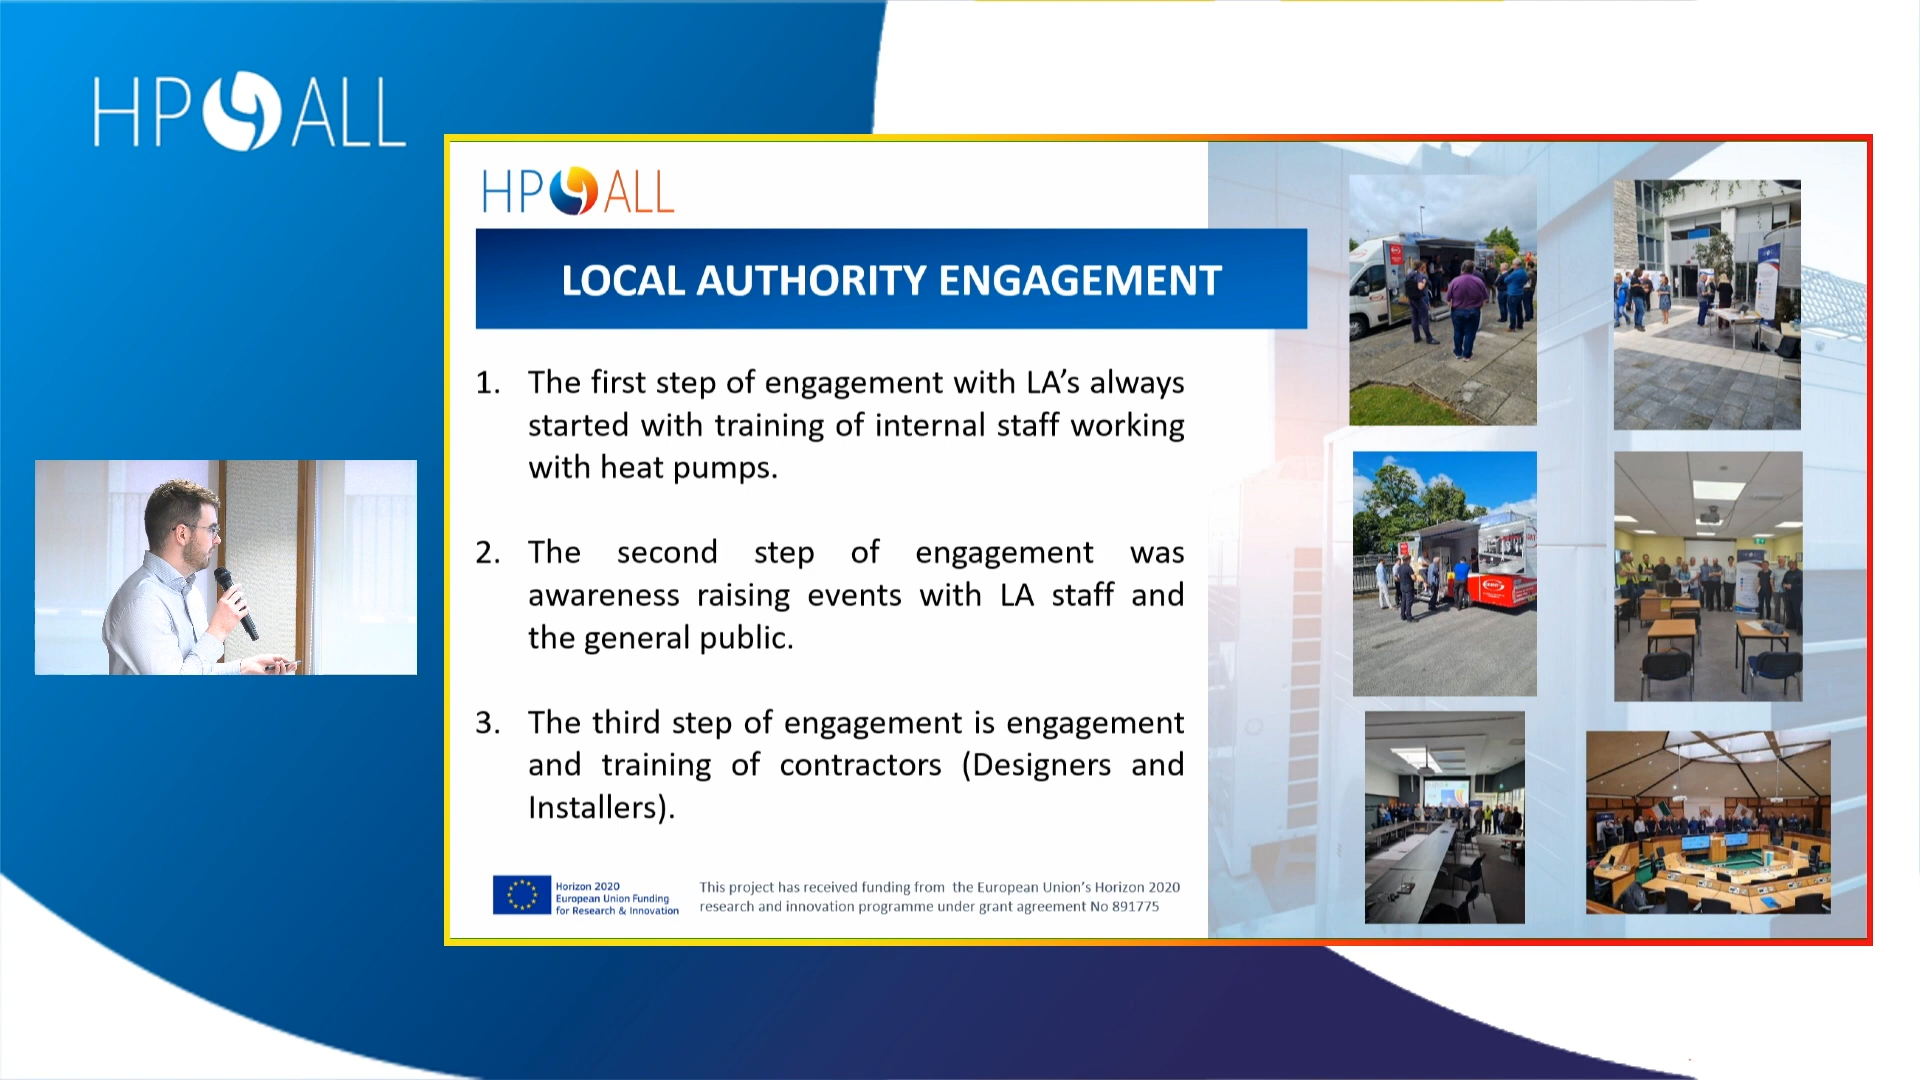 HP4ALL
HP4ALL
LOCAL AUTHORITY ENGAGEMENT
1. The first step of engagement with LA's always
started with training of internal staff working
with heat pumps.
2. The second step of engagement was
awareness raising events with LA staff and
the general public.
3. The third step of engagement is engagement
and training of contractors (Designers and
Installers).
Horizon 2020
European Union Funding
for Research & Innovation
This project has received funding from the European Union's Horizon 2020
research and innovation programme under grant agreement No 891775